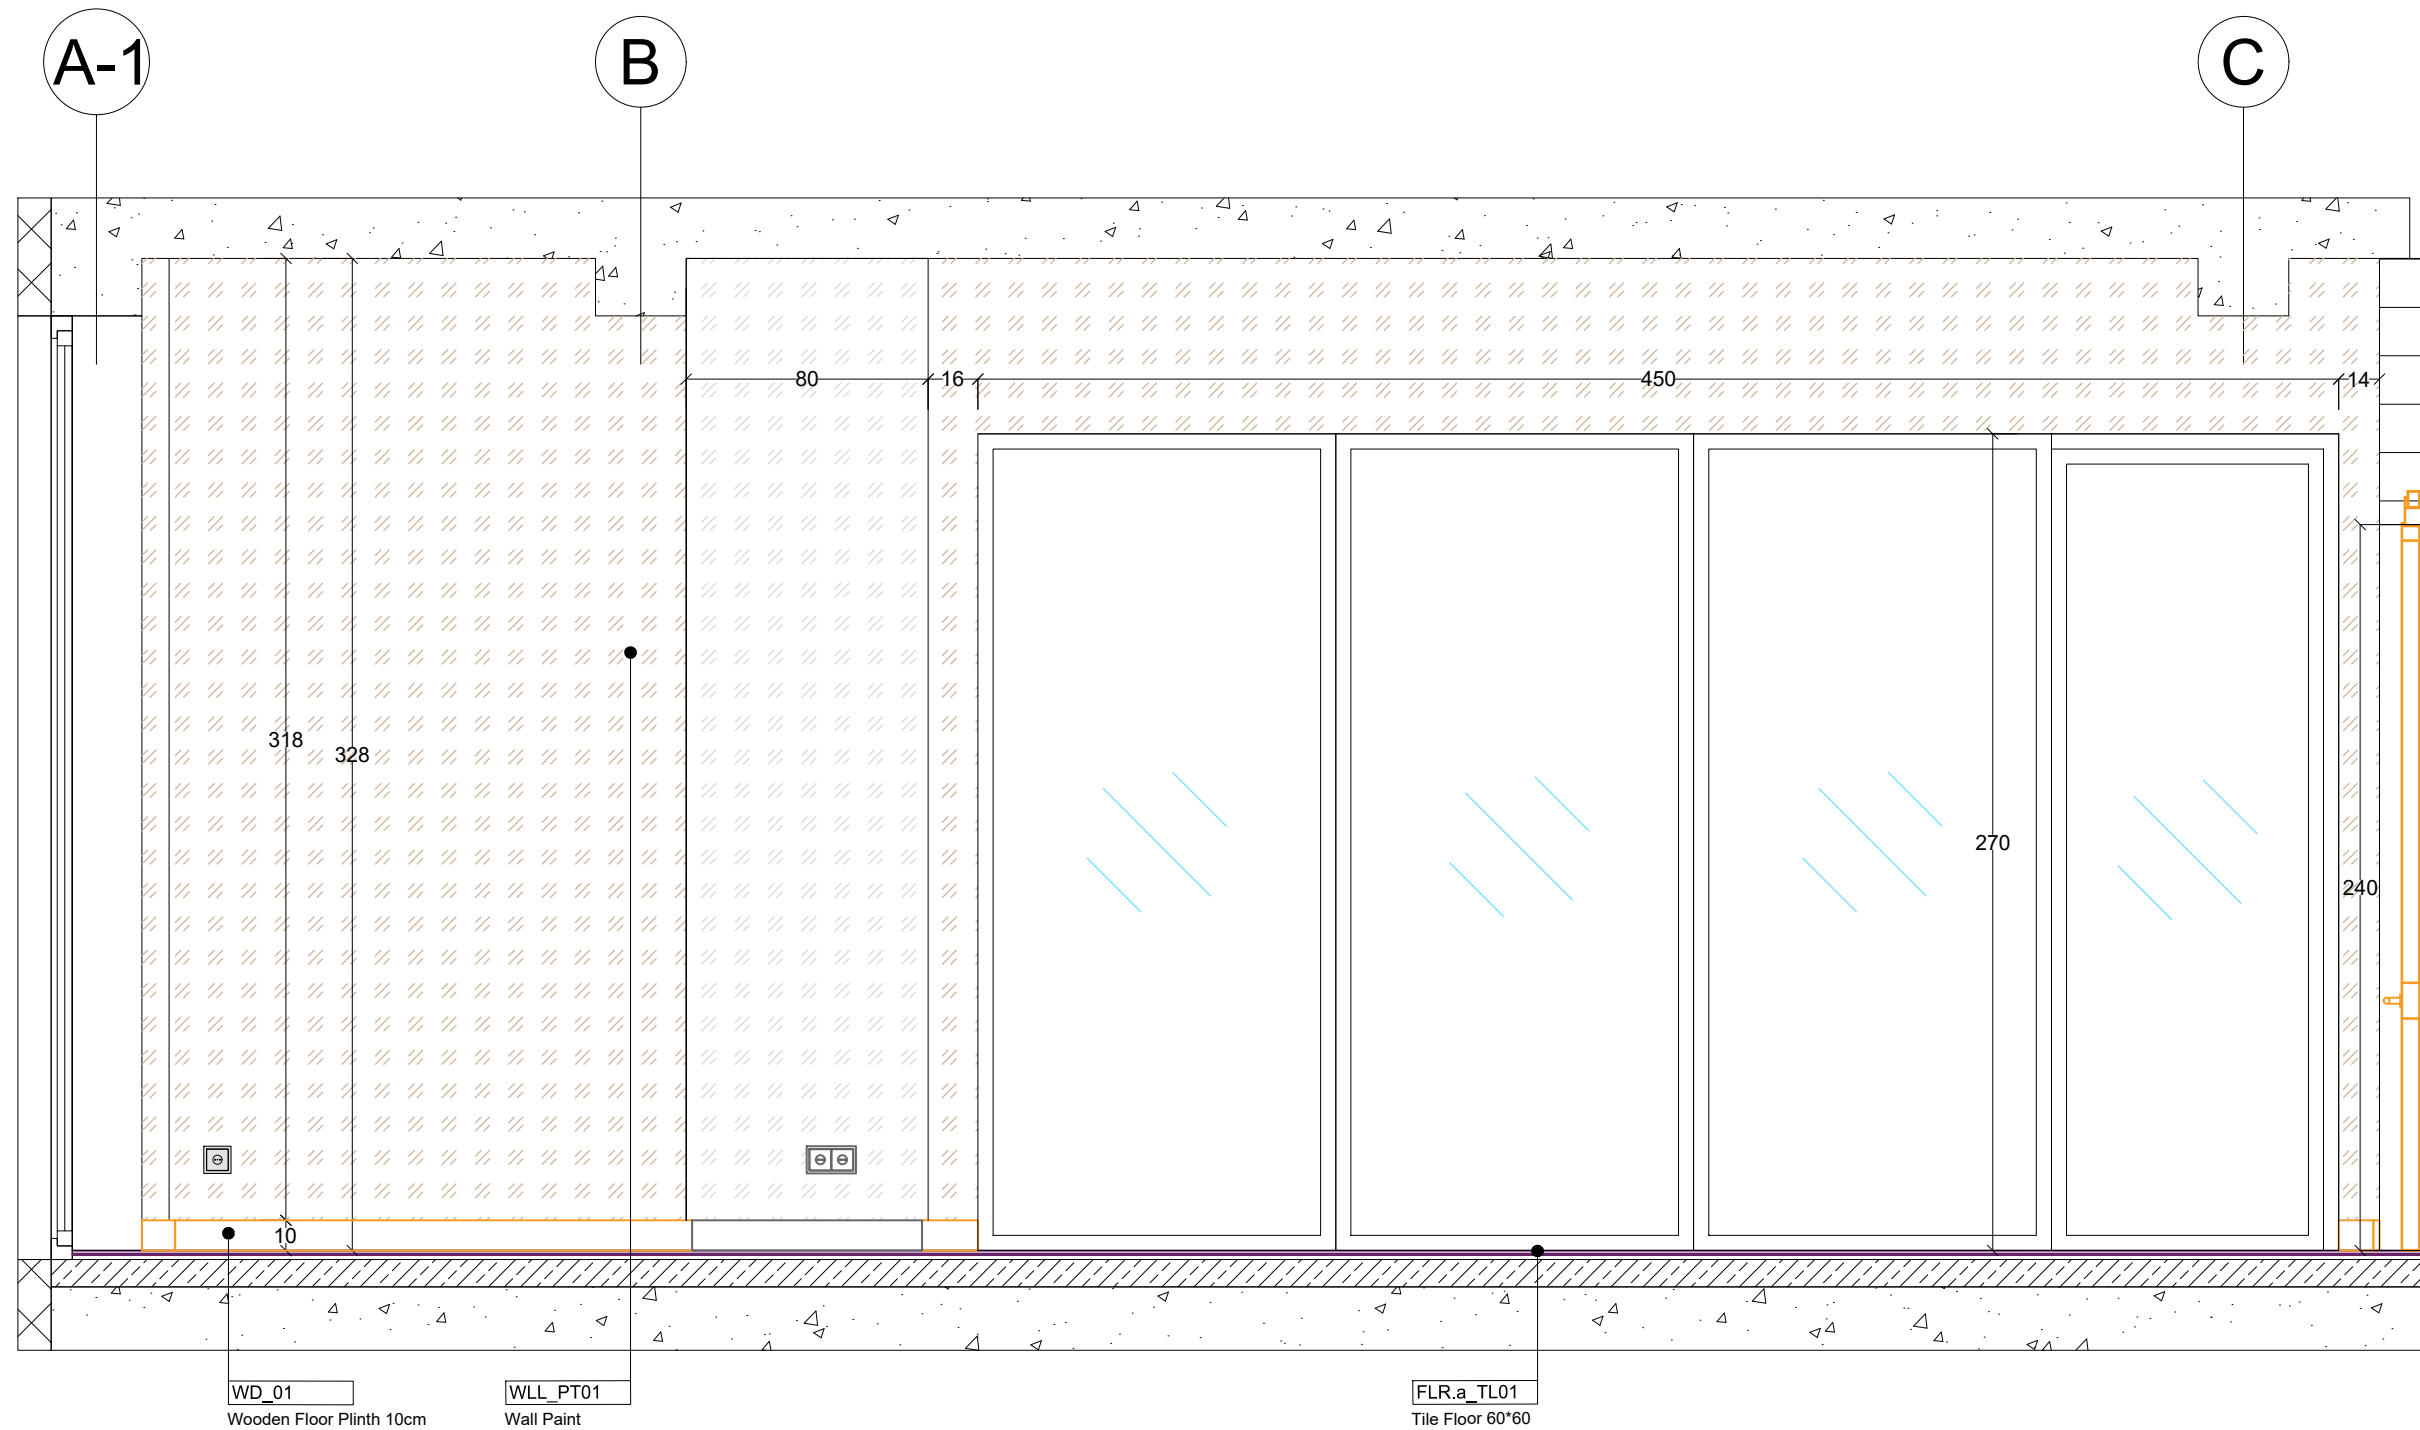 A-1
B
C
80
16
450
14
318
328
270
240
10
WD_01
Wooden Floor Plinth 10cm
WLL_PT01
Wall Paint
FLR.a_TL01
Tile Floor 60*60